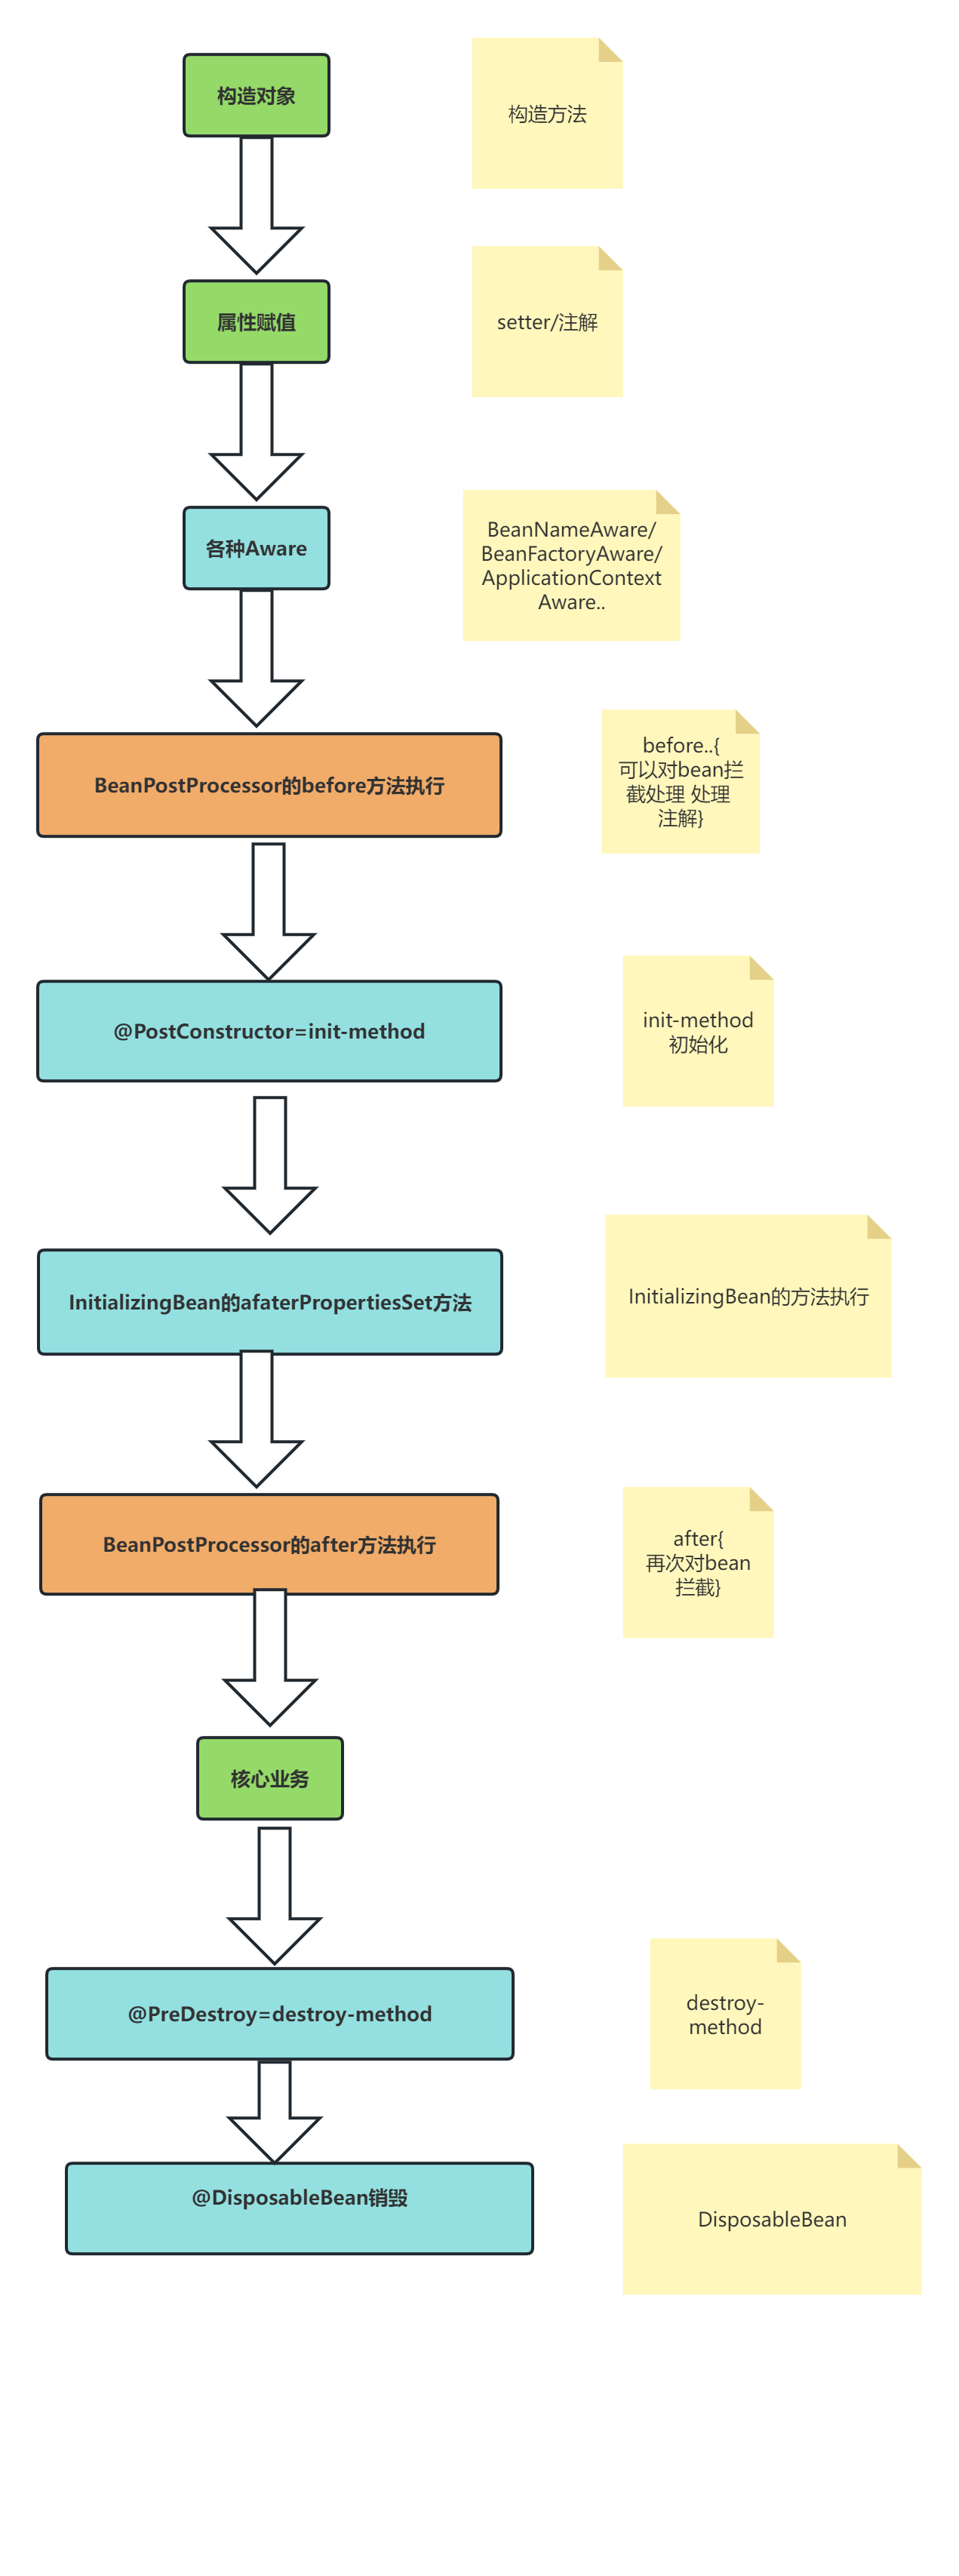 构造对象
构造方法
属性赋值
setter/注解
各种Aware
BeanNameAware/
BeanFactoryAware/
ApplicationContext
Aware..
BeanPostProcessor的before方法执行
before..{
可以对bean拦
截处理 处理
注解}
@PostConstructor=init-method
init-method
初始化
InitializingBean的afaterPropertiesSet方法
InitializingBean的方法执行
BeanPostProcessor的after方法执行
after{
再次对bean
拦截}
核心业务
@PreDestroy=destroy-method
destroy-
method
@DisposableBean销毁
DisposableBean